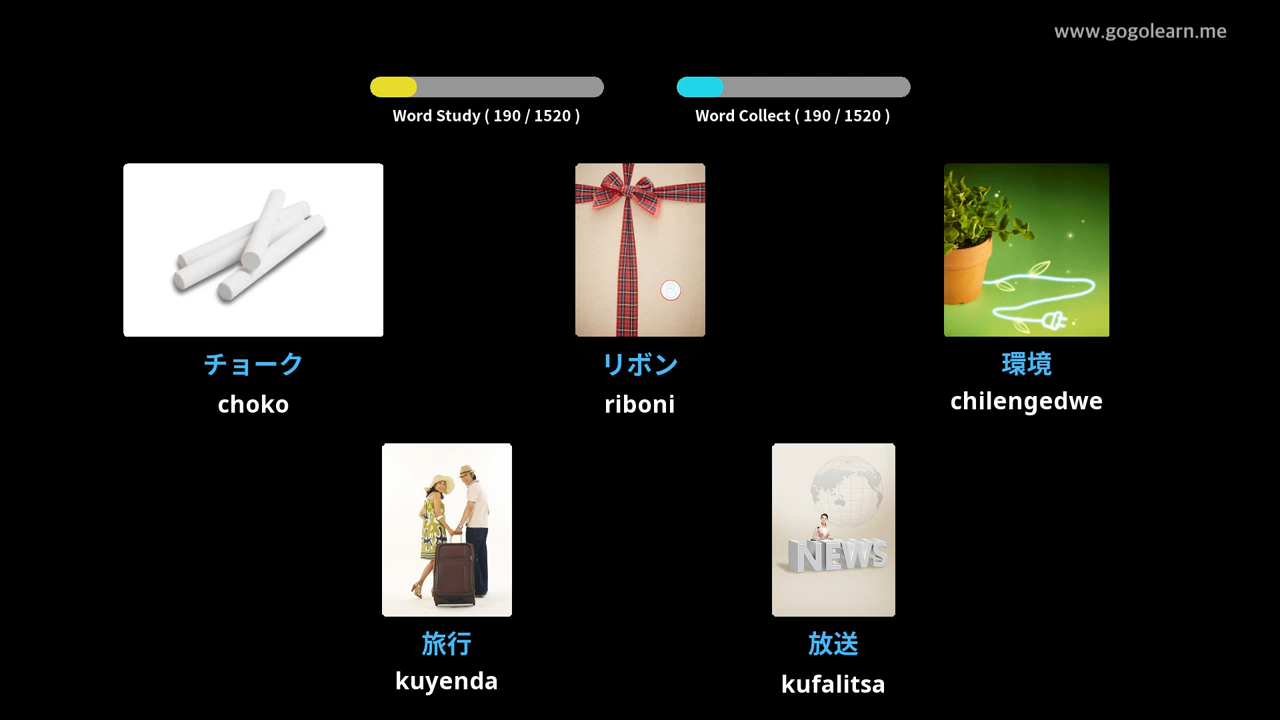 www.gogolearn.me
Word Study ( 190 / 1520 )
Word Collect ( 190 / 1520 )
チョーク
choko
リボン
riboni
環境
chilengedwe
NEWS
旅行
kuyenda
放送
kufalitsa